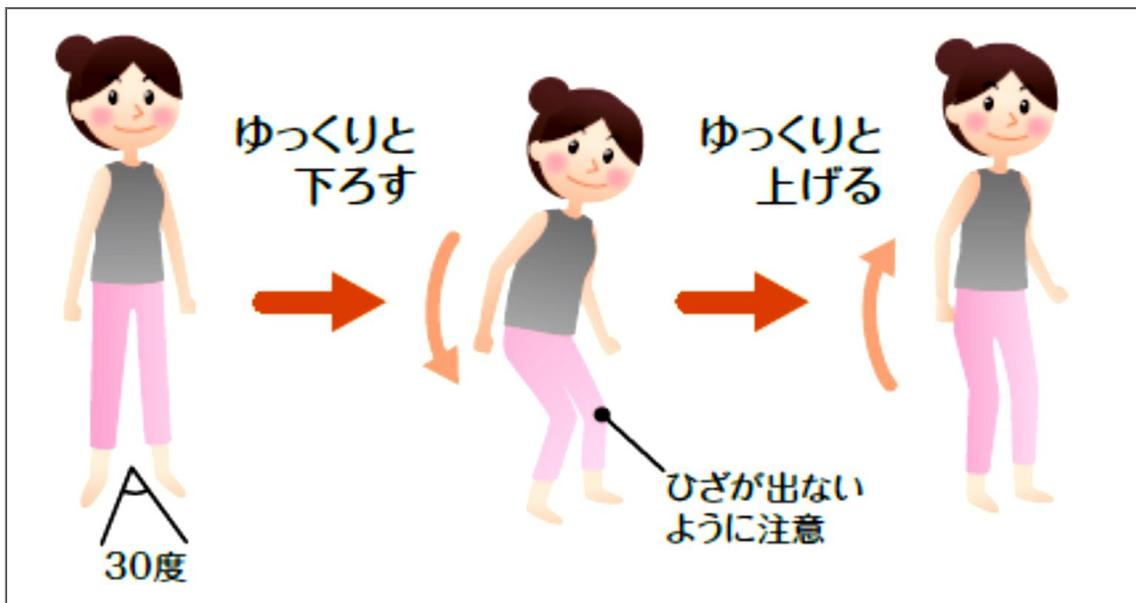 ゆっくりと
下ろす
ゆっくりと
上げる
ひざが出ない
ように注意
30度